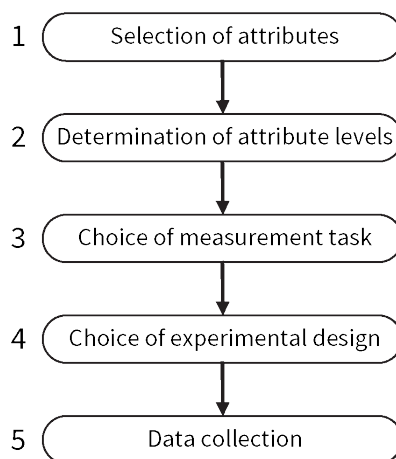 1 Selection of attributes
2 Determination of attribute levels
3 Choice of measurement task
4 Choice of experimental design
5 Data collection